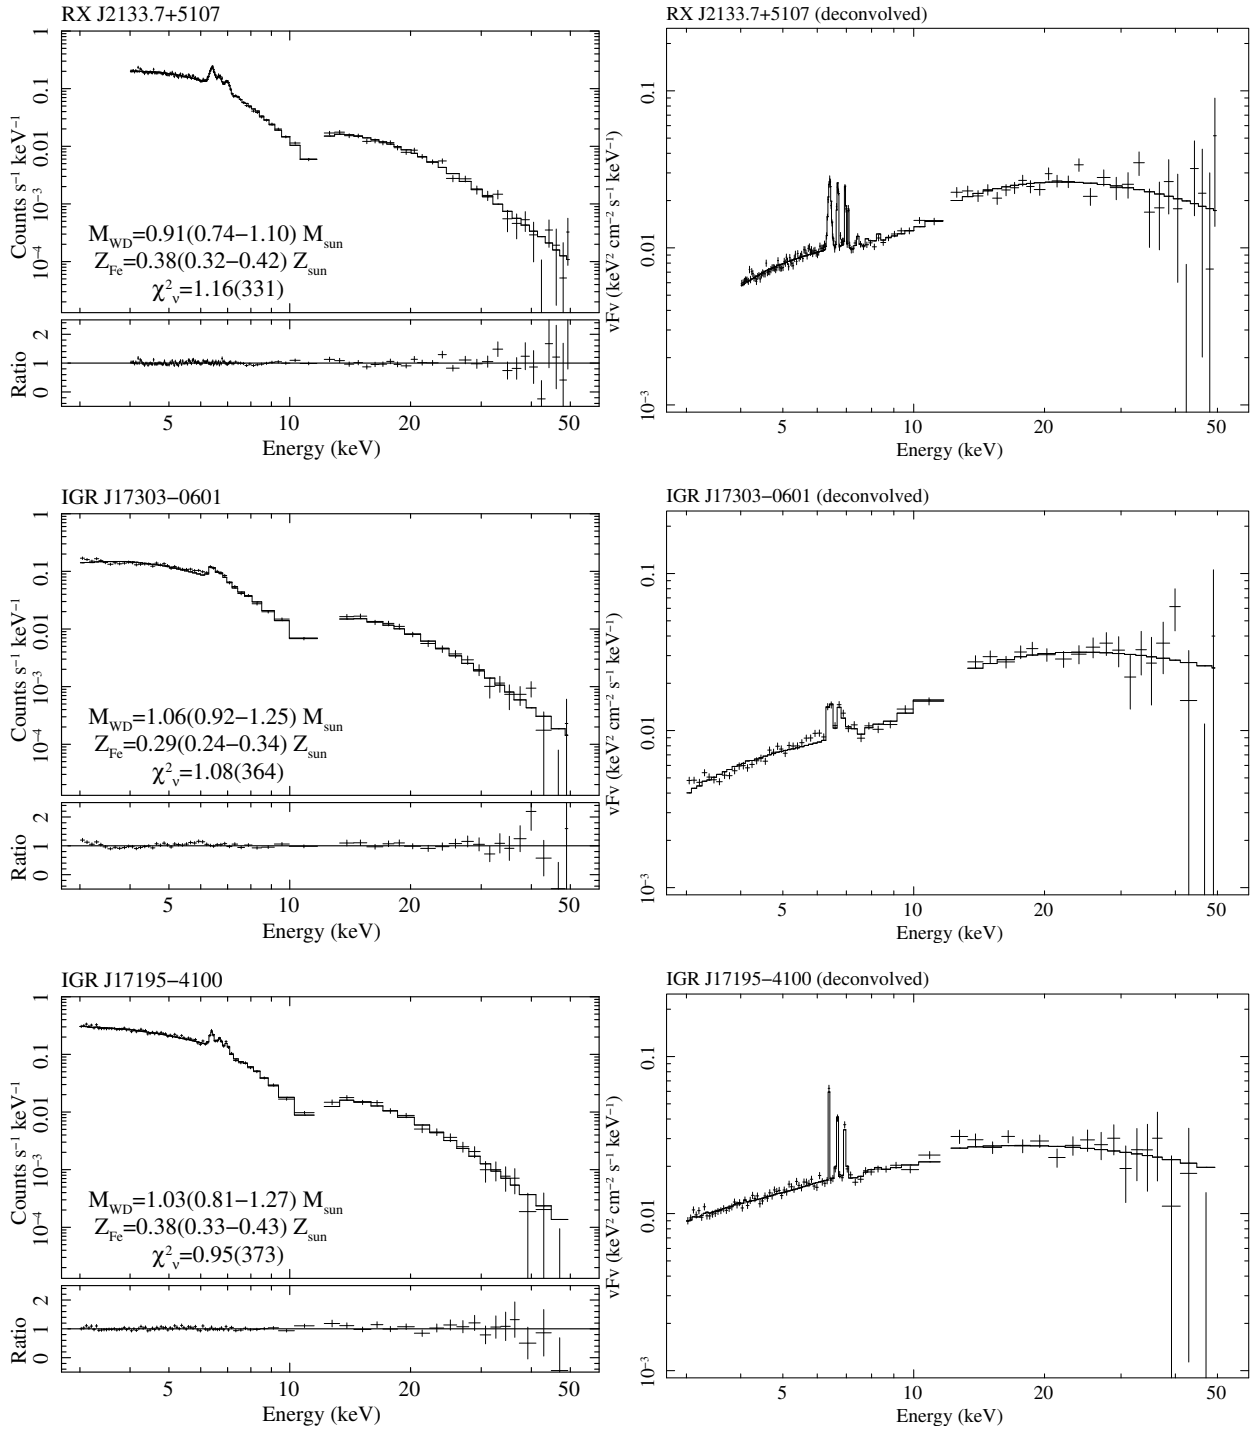 RX J2133.7+5107
1
0.1
0.01
10⁻³
10⁻⁴
Counts s⁻¹ keV⁻¹
M_WD=0.91(0.74−1.10) M_sun
Z_Fe=0.38(0.32−0.42) Z_sun
χ²_ν=1.16(331)
2
1
0
Ratio
5 10 20 50
Energy (keV)
RX J2133.7+5107 (deconvolved)
0.1
0.01
10⁻³
νFν (keV² cm⁻² s⁻¹ keV⁻¹)
5 10 20 50
Energy (keV)
IGR J17303−0601
1
0.1
0.01
10⁻³
10⁻⁴
Counts s⁻¹ keV⁻¹
M_WD=1.06(0.92−1.25) M_sun
Z_Fe=0.29(0.24−0.34) Z_sun
χ²_ν=1.08(364)
2
1
0
Ratio
5 10 20 50
Energy (keV)
IGR J17303−0601 (deconvolved)
0.1
0.01
10⁻³
νFν (keV² cm⁻² s⁻¹ keV⁻¹)
5 10 20 50
Energy (keV)
IGR J17195−4100
1
0.1
0.01
10⁻³
10⁻⁴
Counts s⁻¹ keV⁻¹
M_WD=1.03(0.81−1.27) M_sun
Z_Fe=0.38(0.33−0.43) Z_sun
χ²_ν=0.95(373)
2
1
0
Ratio
5 10 20 50
Energy (keV)
IGR J17195−4100 (deconvolved)
0.1
0.01
10⁻³
νFν (keV² cm⁻² s⁻¹ keV⁻¹)
5 10 20 50
Energy (keV)